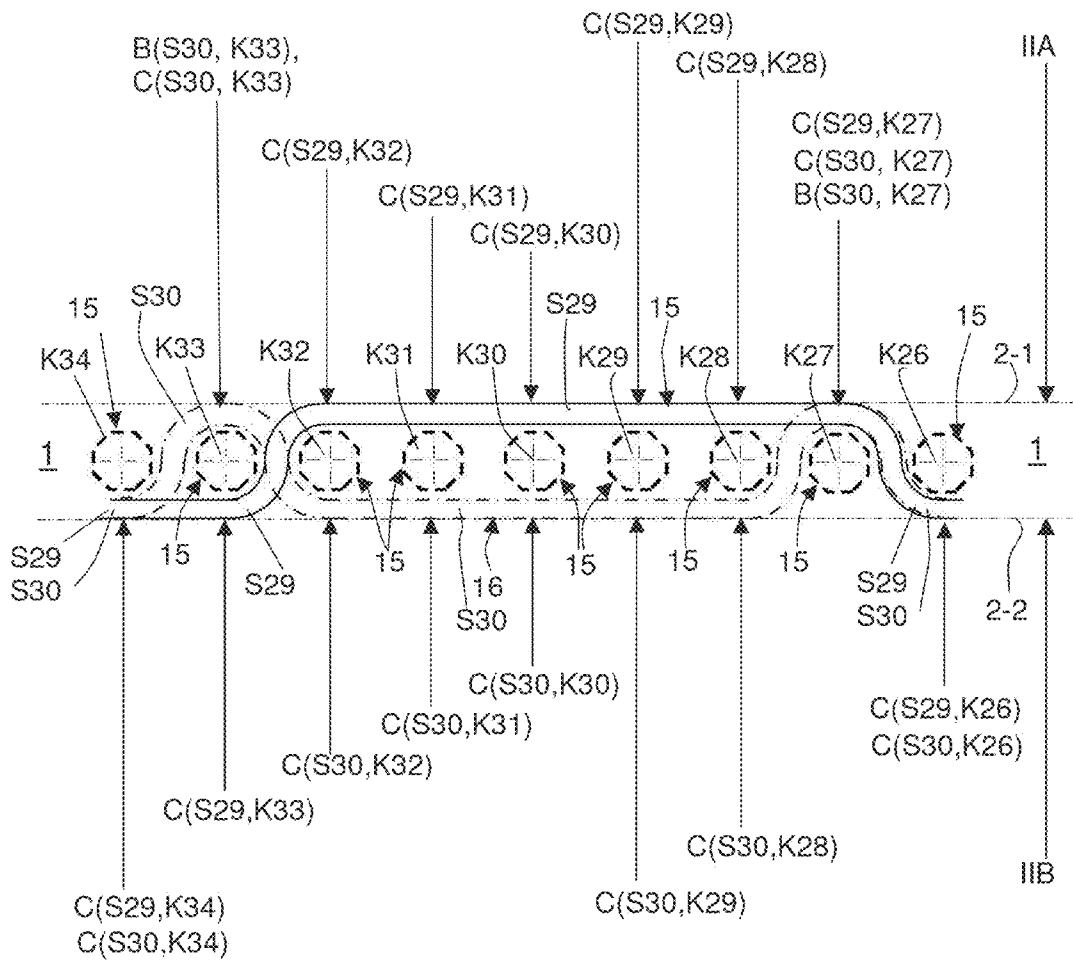 C(S29,K29)
B(S30, K33),
C(S30, K33)
C(S29,K28)
IIA
C(S29,K27)
C(S30, K27)
B(S30, K27)
C(S29,K32)
C(S29,K31)
C(S29,K30)
15
S30
S29
15
15
K34
K33
K32
K31
K30
K29
K28
K27
K26
2-1
1
1
S29
S30
15
S29
15
16
S30
15
15
15
S29
S30
2-2
C(S30,K30)
C(S30,K31)
C(S29,K26)
C(S30,K26)
C(S30,K32)
C(S29,K33)
C(S30,K28)
IIB
C(S29,K34)
C(S30,K34)
C(S30,K29)